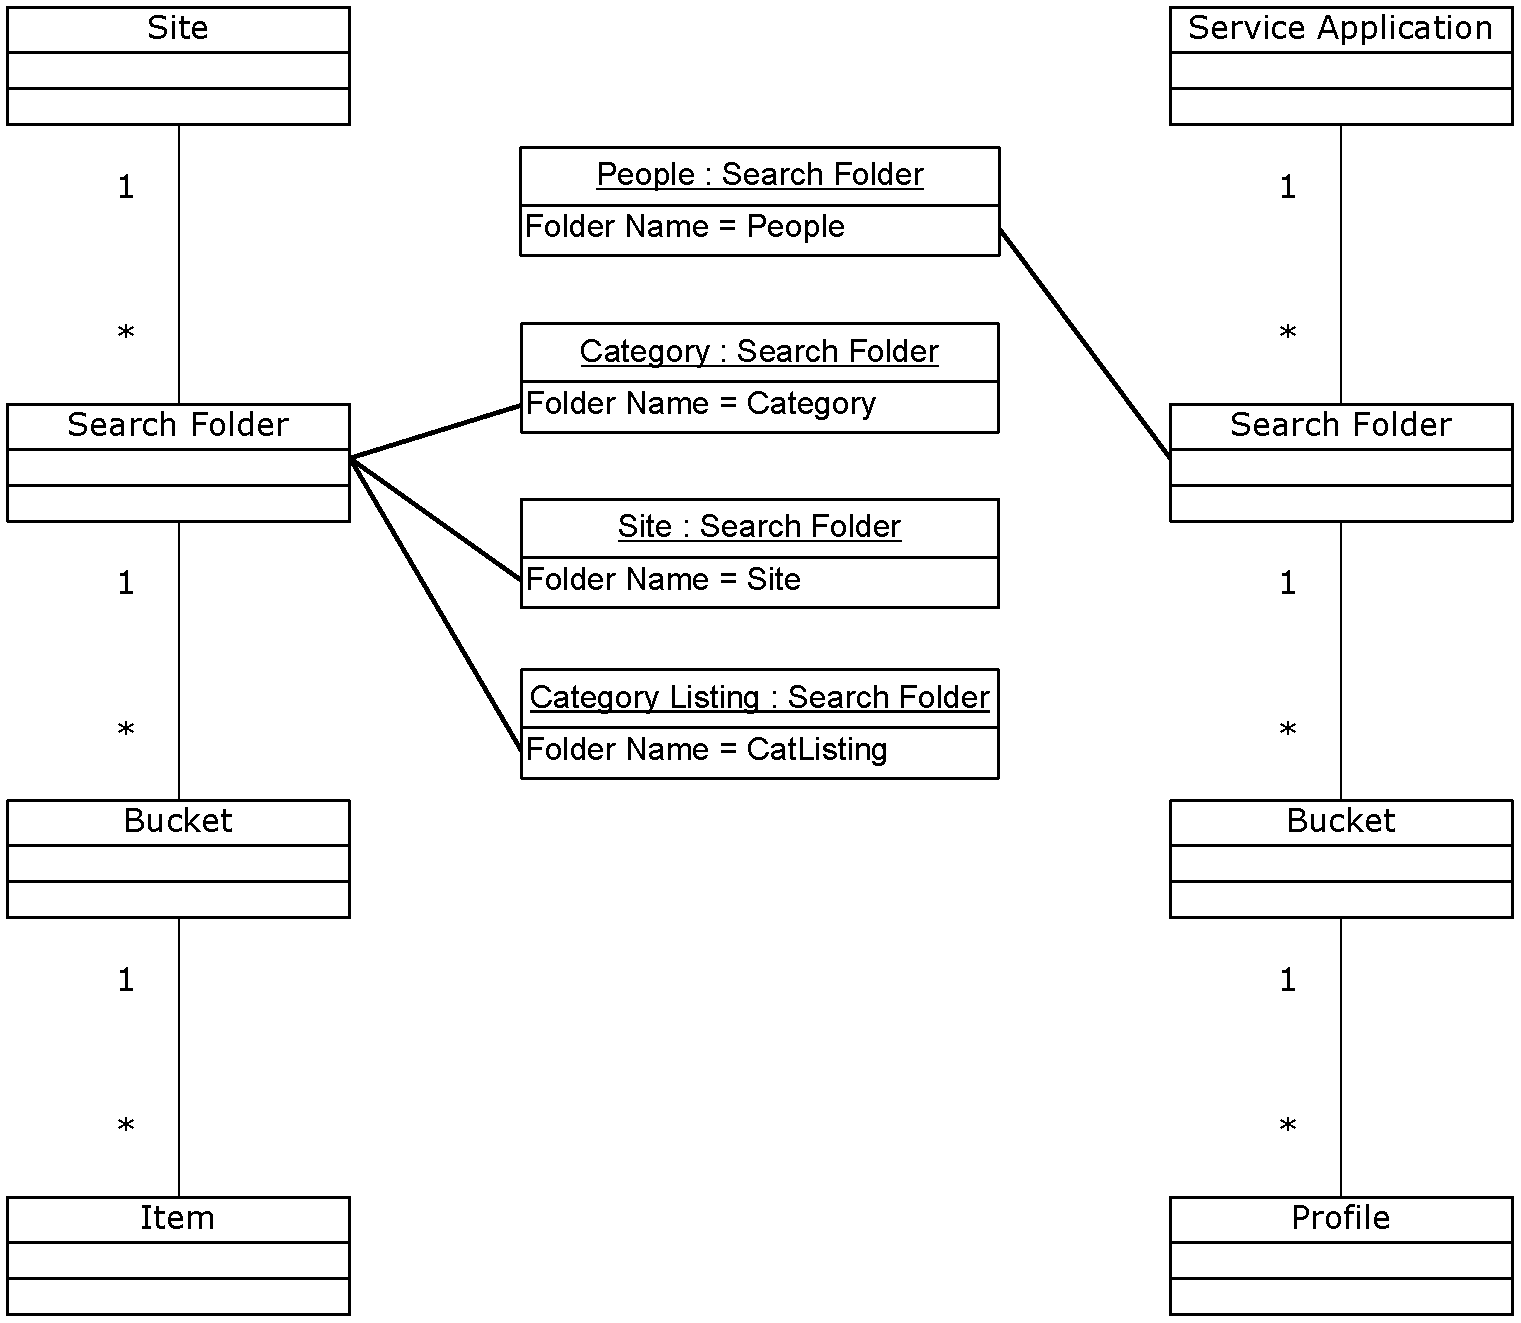 Site
1
*
Search Folder
1
*
Bucket
1
*
Item
People : Search Folder
Folder Name = People
Category : Search Folder
Folder Name = Category
Site : Search Folder
Folder Name = Site
Category Listing : Search Folder
Folder Name = CatListing
Service Application
1
*
Search Folder
1
*
Bucket
1
*
Profile